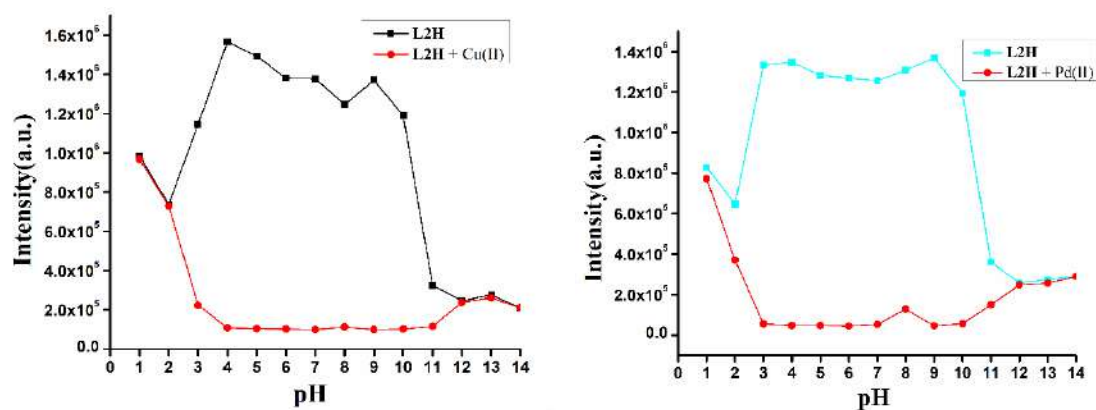 1.6x10⁶
1.4x10⁶
1.2x10⁶
1.0x10⁶
8.0x10⁵
6.0x10⁵
4.0x10⁵
2.0x10⁵
0.0
Intensity(a.u.)
0 1 2 3 4 5 6 7 8 9 10 11 12 13 14
pH
L2H
L2H + Cu(II)
1.4x10⁶
1.2x10⁶
1.0x10⁶
8.0x10⁵
6.0x10⁵
4.0x10⁵
2.0x10⁵
0.0
Intensity(a.u.)
0 1 2 3 4 5 6 7 8 9 10 11 12 13 14
pH
L2H
L2H + Pd(II)